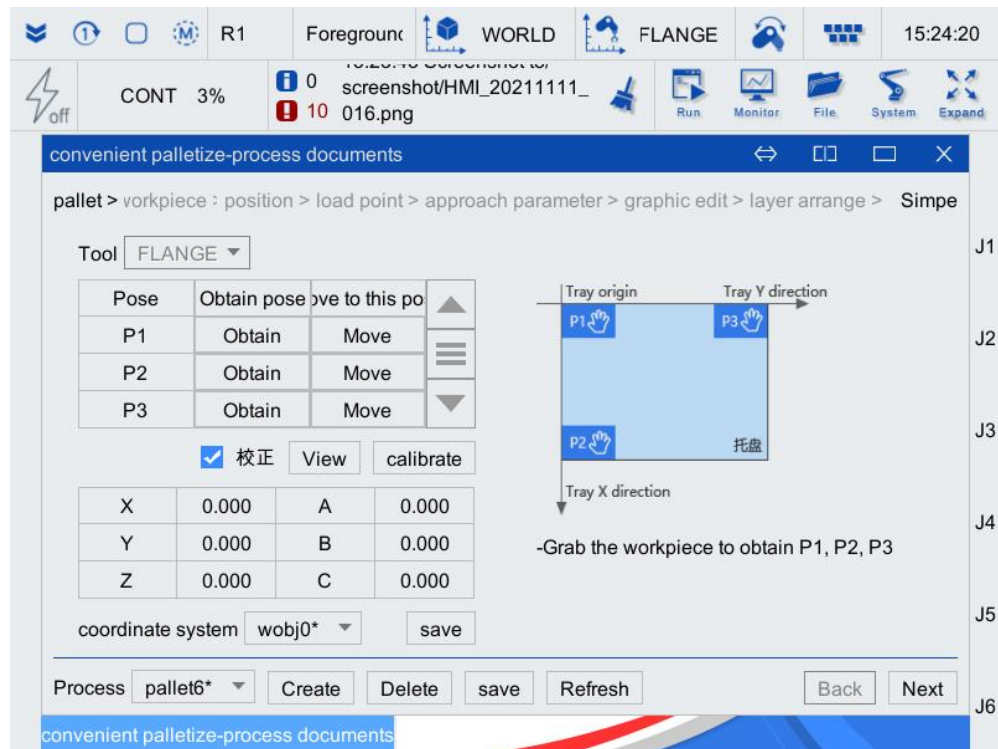 R1 Foregrounc WORLD FLANGE 15:24:20
off CONT 3% 0 screenshot/HMI_20211111_
10 016.png
Run Monitor File System Expand
convenient palletize-process documents
pallet > vorkpiece : position > load point > approach parameter > graphic edit > layer arrange > Simpe
Tool FLANGE
Pose Obtain pose ove to this po
P1 Obtain Move
P2 Obtain Move
P3 Obtain Move
校正 View calibrate
X 0.000 A 0.000
Y 0.000 B 0.000
Z 0.000 C 0.000
coordinate system wobj0* save
Tray origin Tray Y direction
P1 P3
P2 托盘
Tray X direction
-Grab the workpiece to obtain P1, P2, P3
J1
J2
J3
J4
J5
J6
Process pallet6* Create Delete save Refresh Back Next
convenient palletize-process documents